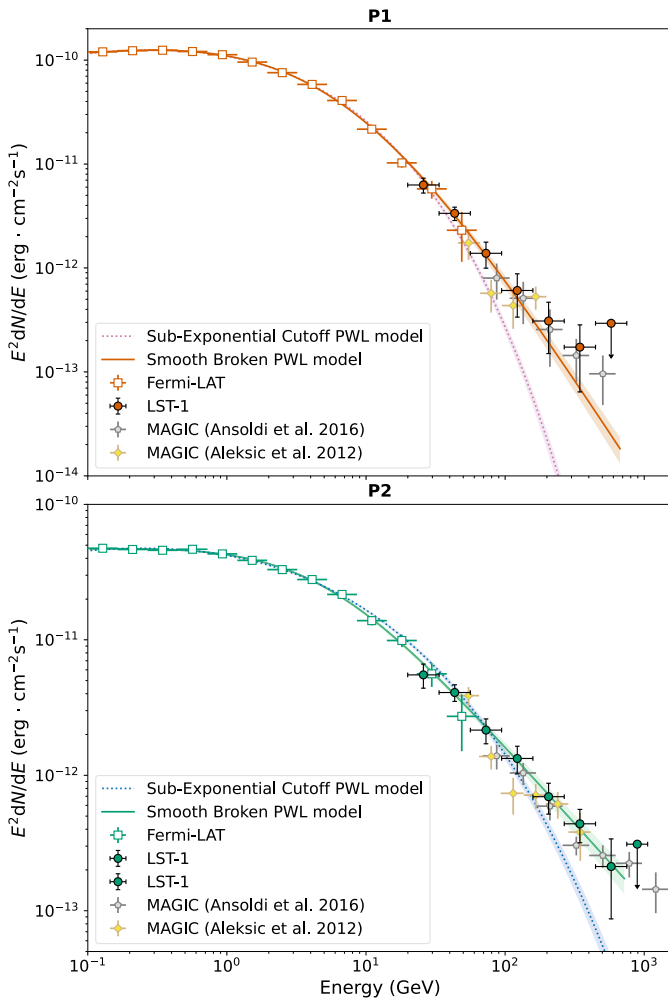 P1
10⁻¹⁰
10⁻¹¹
10⁻¹²
10⁻¹³
10⁻¹⁴
E²dN/dE (erg · cm⁻²s⁻¹)
Sub-Exponential Cutoff PWL model
Smooth Broken PWL model
Fermi-LAT
LST-1
MAGIC (Ansoldi et al. 2016)
MAGIC (Aleksic et al. 2012)
P2
10⁻¹⁰
10⁻¹¹
10⁻¹²
10⁻¹³
E²dN/dE (erg · cm⁻²s⁻¹)
Sub-Exponential Cutoff PWL model
Smooth Broken PWL model
Fermi-LAT
LST-1
LST-1
MAGIC (Ansoldi et al. 2016)
MAGIC (Aleksic et al. 2012)
10⁻¹ 10⁰ 10¹ 10² 10³
Energy (GeV)